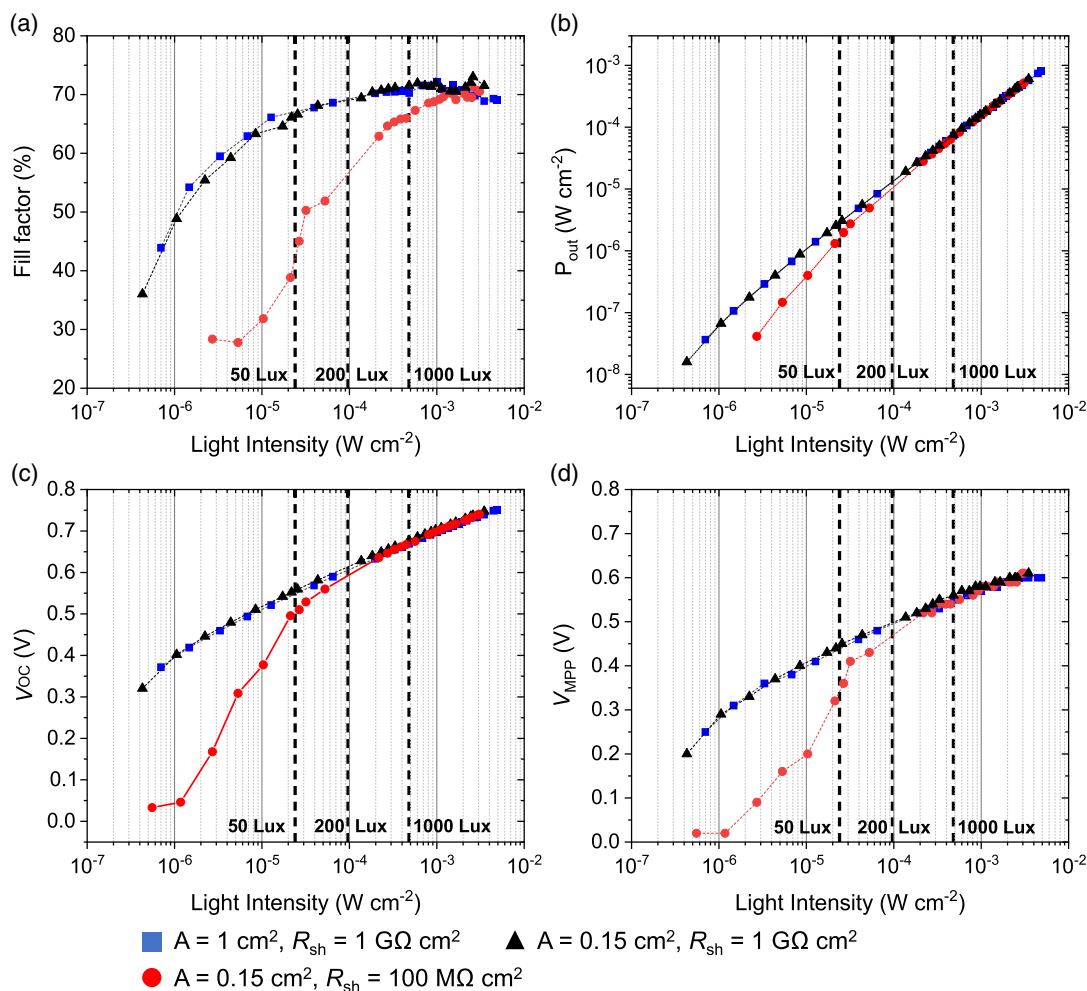 (a)
80
70
60
50
40
30
20
Fill factor (%)
50 Lux
200 Lux
1000 Lux
10⁻⁷
10⁻⁶
10⁻⁵
10⁻⁴
10⁻³
10⁻²
Light Intensity (W cm⁻²)
(b)
10⁻³
10⁻⁴
10⁻⁵
10⁻⁶
10⁻⁷
10⁻⁸
P_out (W cm⁻²)
50 Lux
200 Lux
1000 Lux
10⁻⁷
10⁻⁶
10⁻⁵
10⁻⁴
10⁻³
10⁻²
Light Intensity (W cm⁻²)
(c)
0.8
0.7
0.6
0.5
0.4
0.3
0.2
0.1
0.0
VOC (V)
50 Lux
200 Lux
1000 Lux
10⁻⁷
10⁻⁶
10⁻⁵
10⁻⁴
10⁻³
10⁻²
Light Intensity (W cm⁻²)
(d)
0.8
0.7
0.6
0.5
0.4
0.3
0.2
0.1
0.0
V_MPP (V)
50 Lux
200 Lux
1000 Lux
10⁻⁷
10⁻⁶
10⁻⁵
10⁻⁴
10⁻³
10⁻²
Light Intensity (W cm⁻²)
A = 1 cm², R_sh = 1 GΩ cm²
A = 0.15 cm², R_sh = 1 GΩ cm²
A = 0.15 cm², R_sh = 100 MΩ cm²